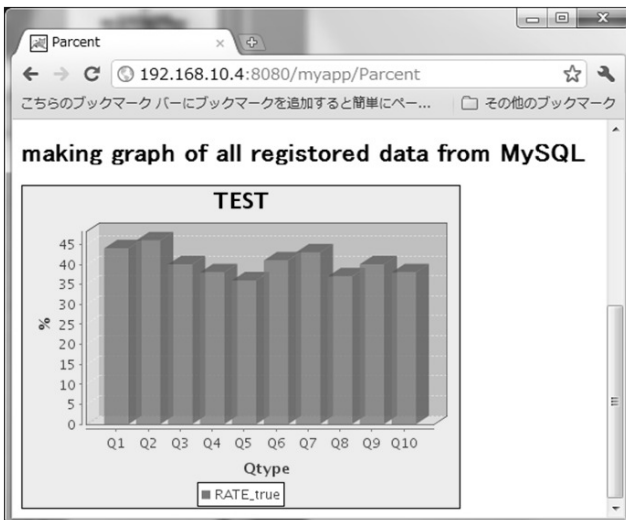 Parcent
192.168.10.4:8080/myapp/Parcent
こちらのブックマーク バーにブックマークを追加すると簡単にペー... その他のブックマーク
making graph of all registored data from MySQL
TEST
45
40
35
30
25
20
15
10
5
0
%
Q1 Q2 Q3 Q4 Q5 Q6 Q7 Q8 Q9 Q10
Qtype
RATE_true